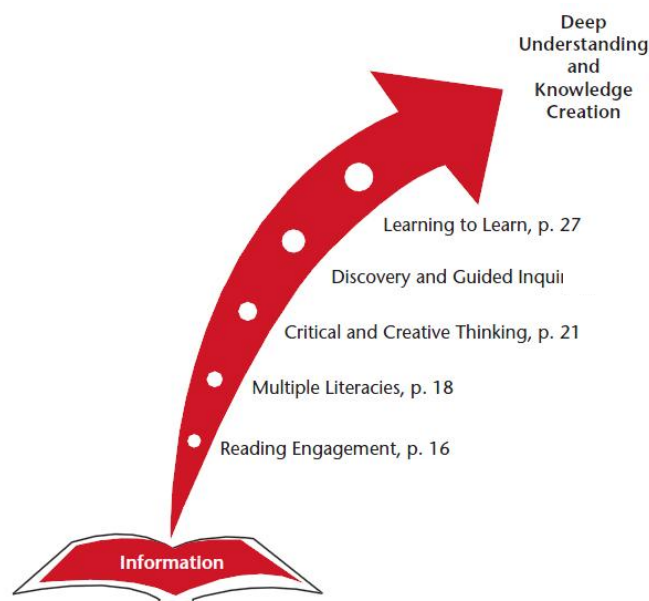 Deep
Understanding
and
Knowledge
Creation
Learning to Learn, p. 27
Discovery and Guided
Critical and Creative Thinking, p. 21
Multiple Literacies, p. 18
Reading Engagement, p. 16
Information